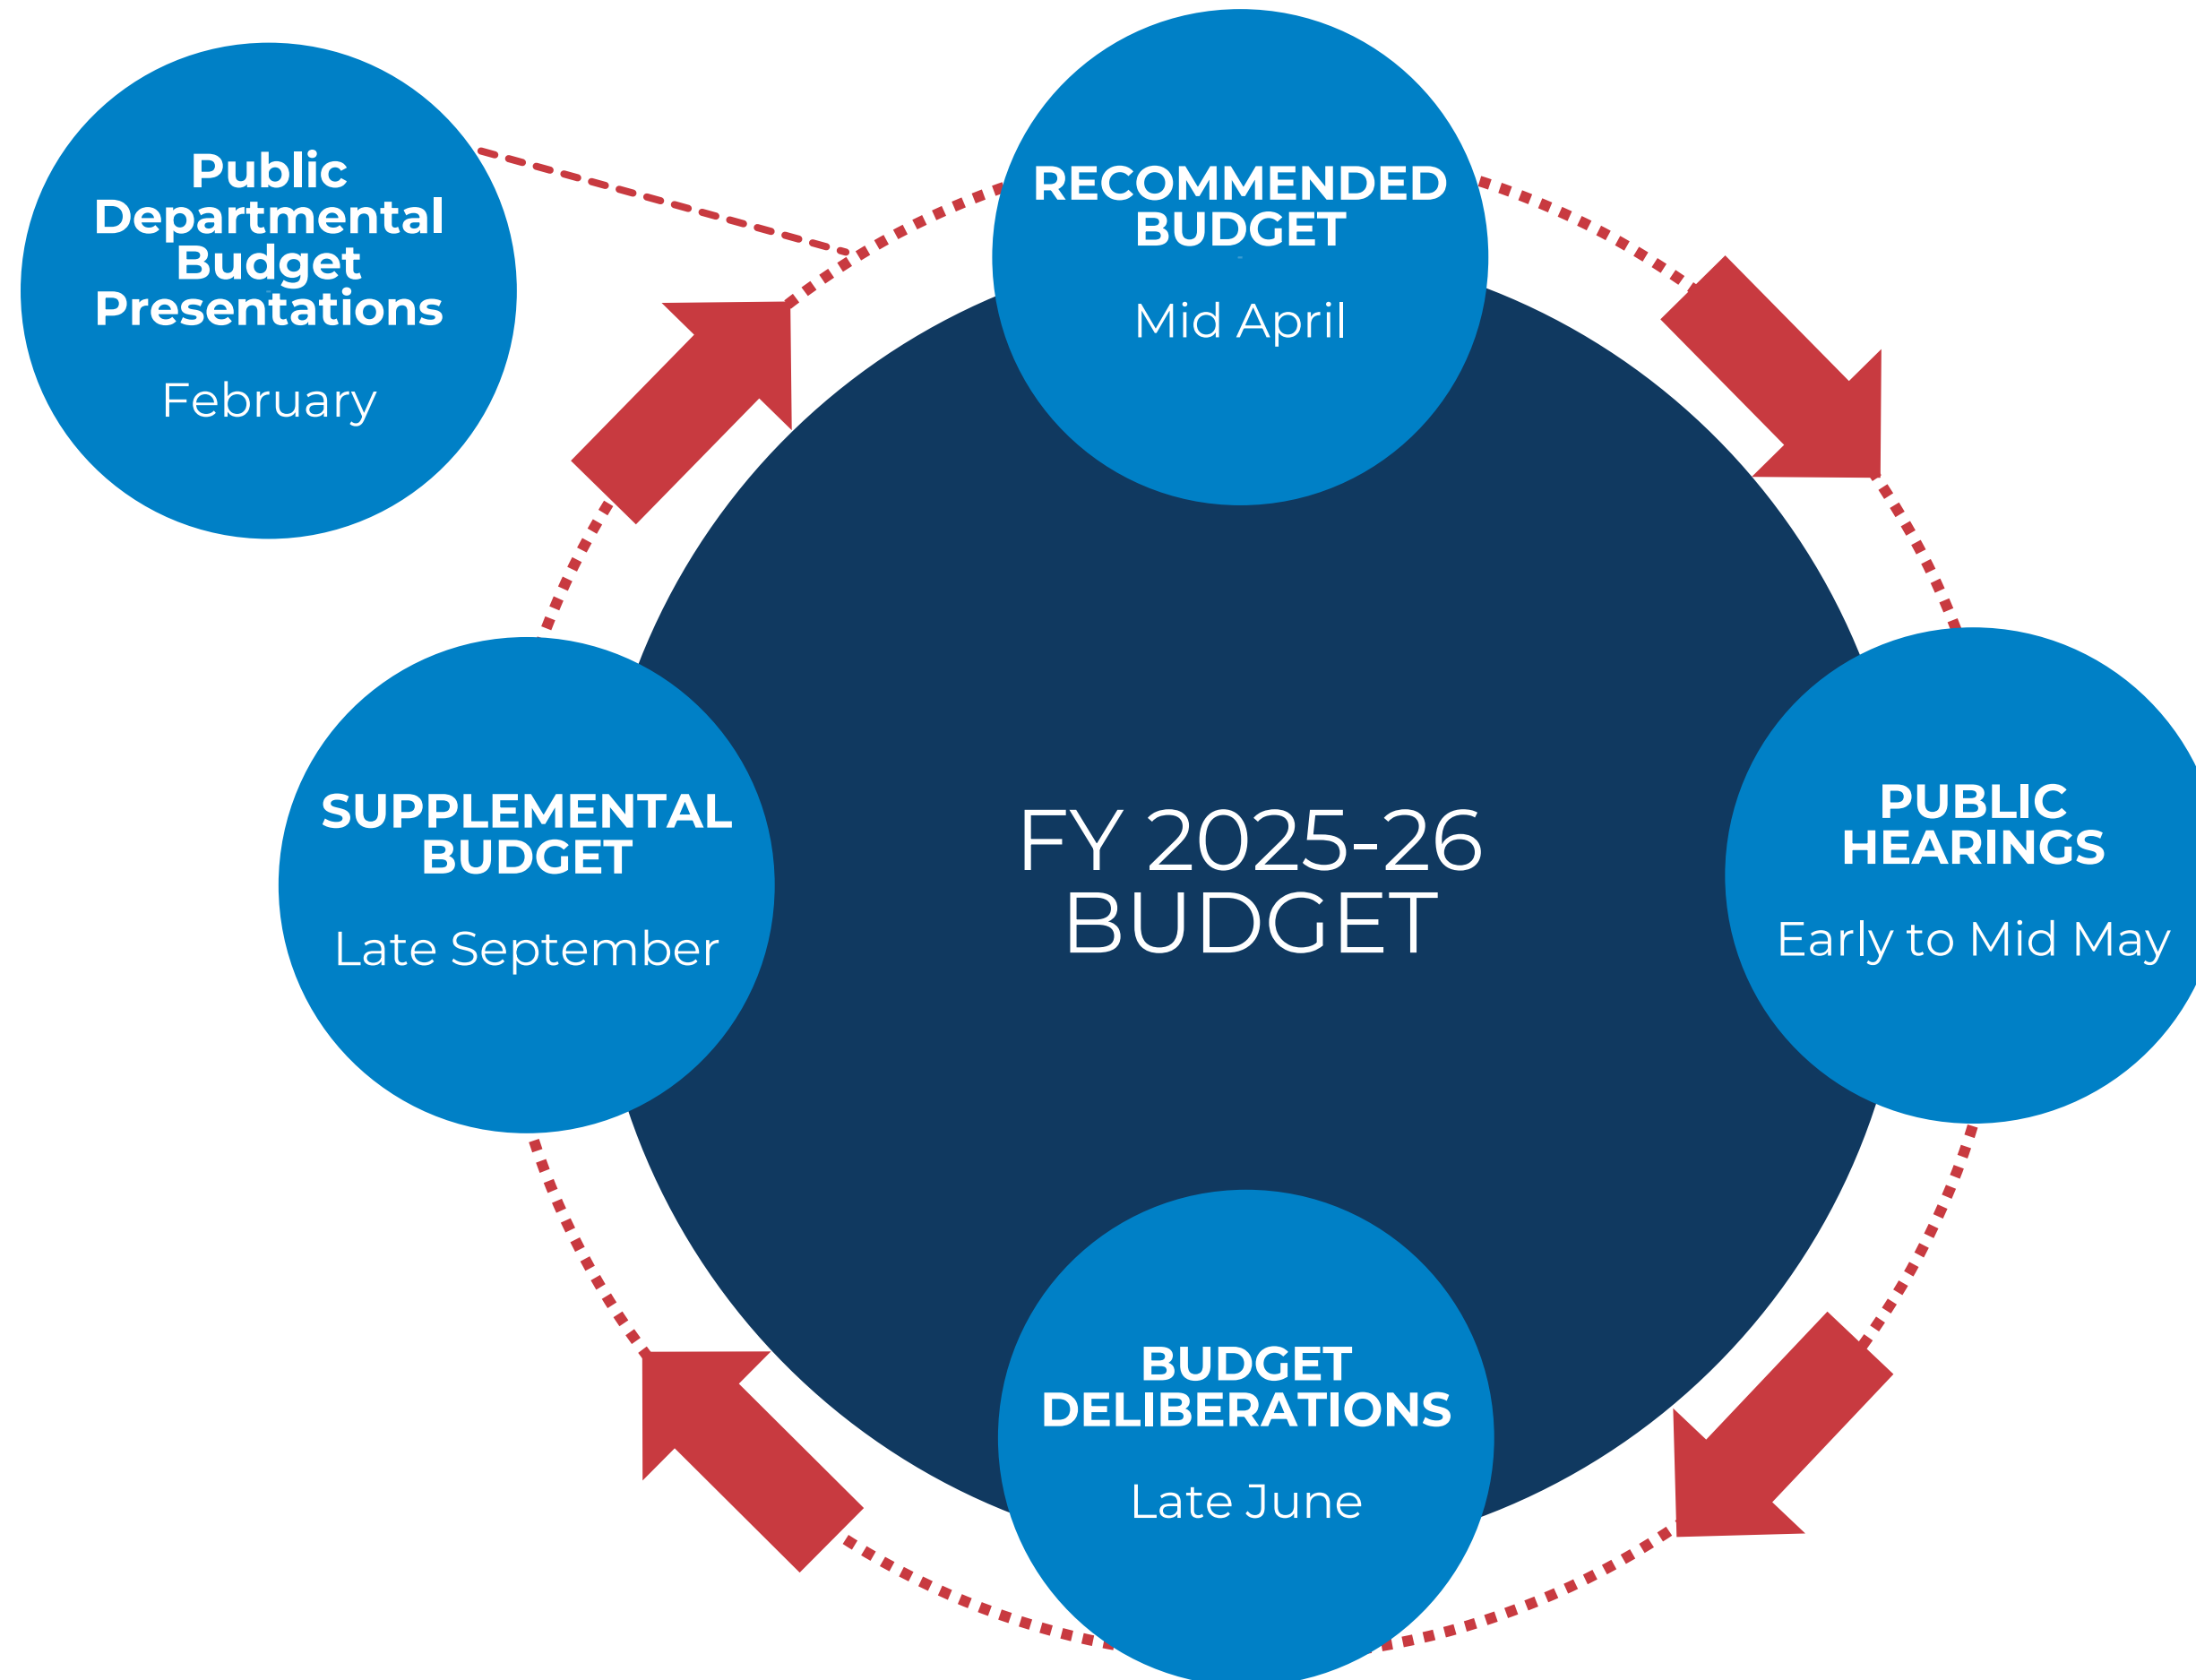 Public
Departmental
Budget
Presentations
February
RECOMMENDED
BUDGET
Mid April
PUBLIC
HEARINGS
Early to Mid May
BUDGET
DELIBERATIONS
Late June
SUPPLEMENTAL
BUDGET
Late September
FY 2025-26
BUDGET